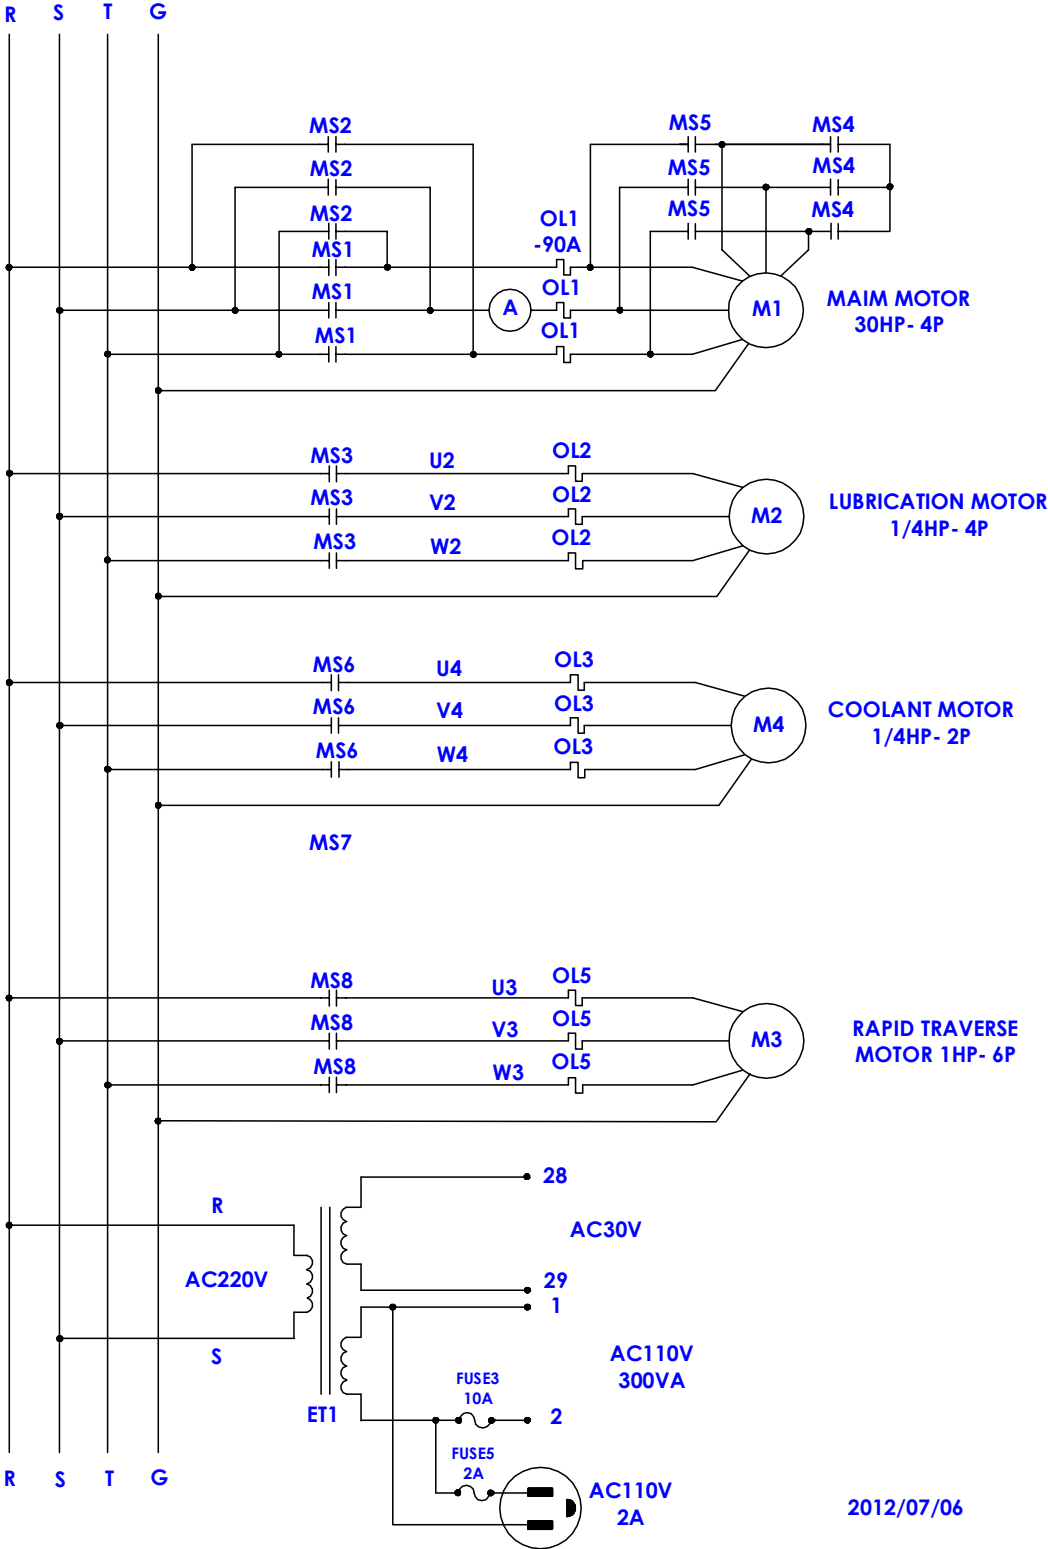 R S T G
MS2
MS2
MS2
MS1
MS1
MS1
OL1
-90A
OL1
OL1
A
MS5
MS5
MS5
MS4
MS4
MS4
M1
MAIM MOTOR
30HP- 4P
MS3
MS3
MS3
U2
V2
W2
OL2
OL2
OL2
M2
LUBRICATION MOTOR
1/4HP- 4P
MS6
MS6
MS6
U4
V4
W4
OL3
OL3
OL3
M4
COOLANT MOTOR
1/4HP- 2P
MS7
MS8
MS8
MS8
U3
V3
W3
OL5
OL5
OL5
M3
RAPID TRAVERSE
MOTOR 1HP- 6P
R
AC220V
S
ET1
28
AC30V
29
1
AC110V
300VA
FUSE3
10A
2
FUSE5
2A
AC110V
2A
R S T G
2012/07/06